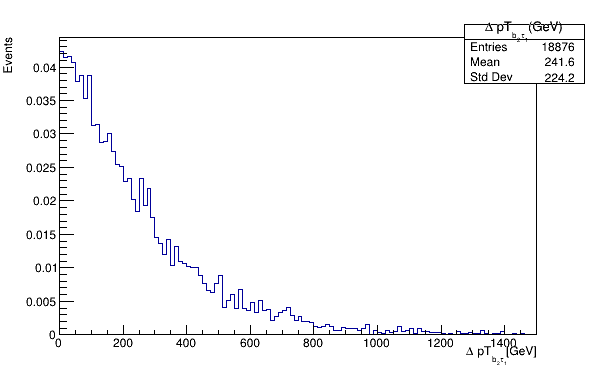 Δ pT b₂τ₁ (GeV)
Entries 18876
Mean 241.6
Std Dev 224.2
Events
0.04
0.035
0.03
0.025
0.02
0.015
0.01
0.005
0
0 200 400 600 800 1000 1200 1400
Δ pT b₂τ₁ [GeV]